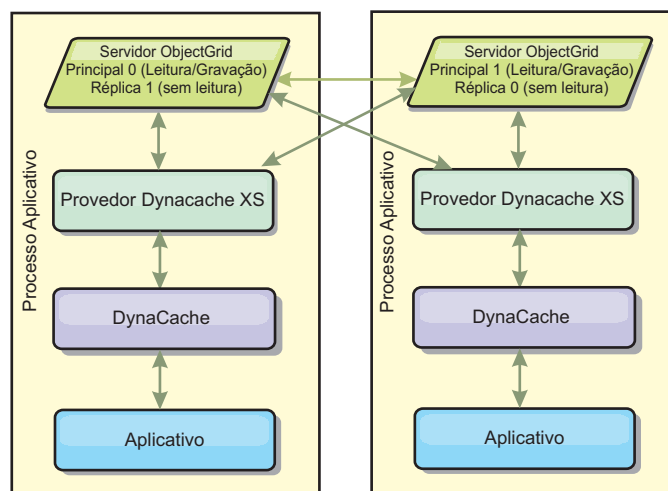 Servidor ObjectGrid
Principal 0 (Leitura/Gravação)
Réplica 1 (sem leitura)
Provedor Dynacache XS
DynaCache
Aplicativo
Processo Aplicativo
Servidor ObjectGrid
Principal 1 (Leitura/Gravação)
Réplica 0 (sem leitura)
Provedor Dynacache XS
DynaCache
Aplicativo
Processo Aplicativo